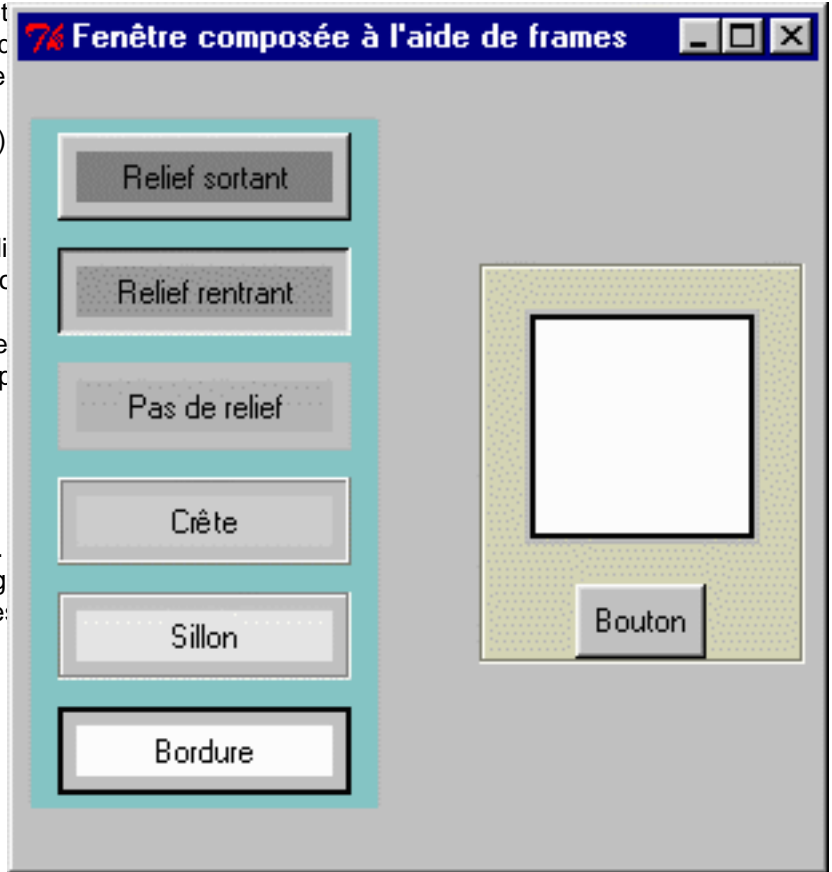 Fenêtre composée à l'aide de frames
Relief sortant
Relief rentrant
Pas de relief
Crête
Sillon
Bordure
Bouton